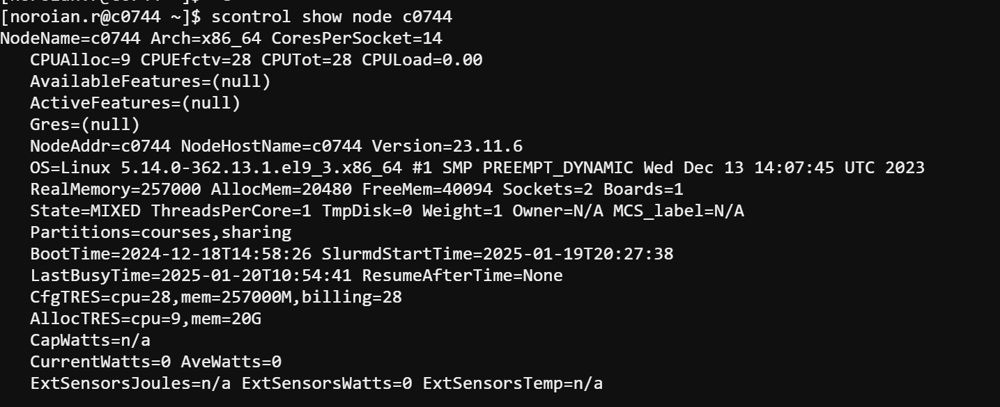 [noroian.r@c0744 ~]$ scontrol show node c0744
NodeName=c0744 Arch=x86_64 CoresPerSocket=14
CPUAlloc=9 CPUEfctv=28 CPUTot=28 CPULoad=0.00
AvailableFeatures=(null)
ActiveFeatures=(null)
Gres=(null)
NodeAddr=c0744 NodeHostName=c0744 Version=23.11.6
OS=Linux 5.14.0-362.13.1.el9_3.x86_64 #1 SMP PREEMPT_DYNAMIC Wed Dec 13 14:07:45 UTC 2023
RealMemory=257000 AllocMem=20480 FreeMem=40094 Sockets=2 Boards=1
State=MIXED ThreadsPerCore=1 TmpDisk=0 Weight=1 Owner=N/A MCS_label=N/A
Partitions=courses,sharing
BootTime=2024-12-18T14:58:26 SlurmdStartTime=2025-01-19T20:27:38
LastBusyTime=2025-01-20T10:54:41 ResumeAfterTime=None
CfgTRES=cpu=28,mem=257000M,billing=28
AllocTRES=cpu=9,mem=20G
CapWatts=n/a
CurrentWatts=0 AveWatts=0
ExtSensorsJoules=n/a ExtSensorsWatts=0 ExtSensorsTemp=n/a